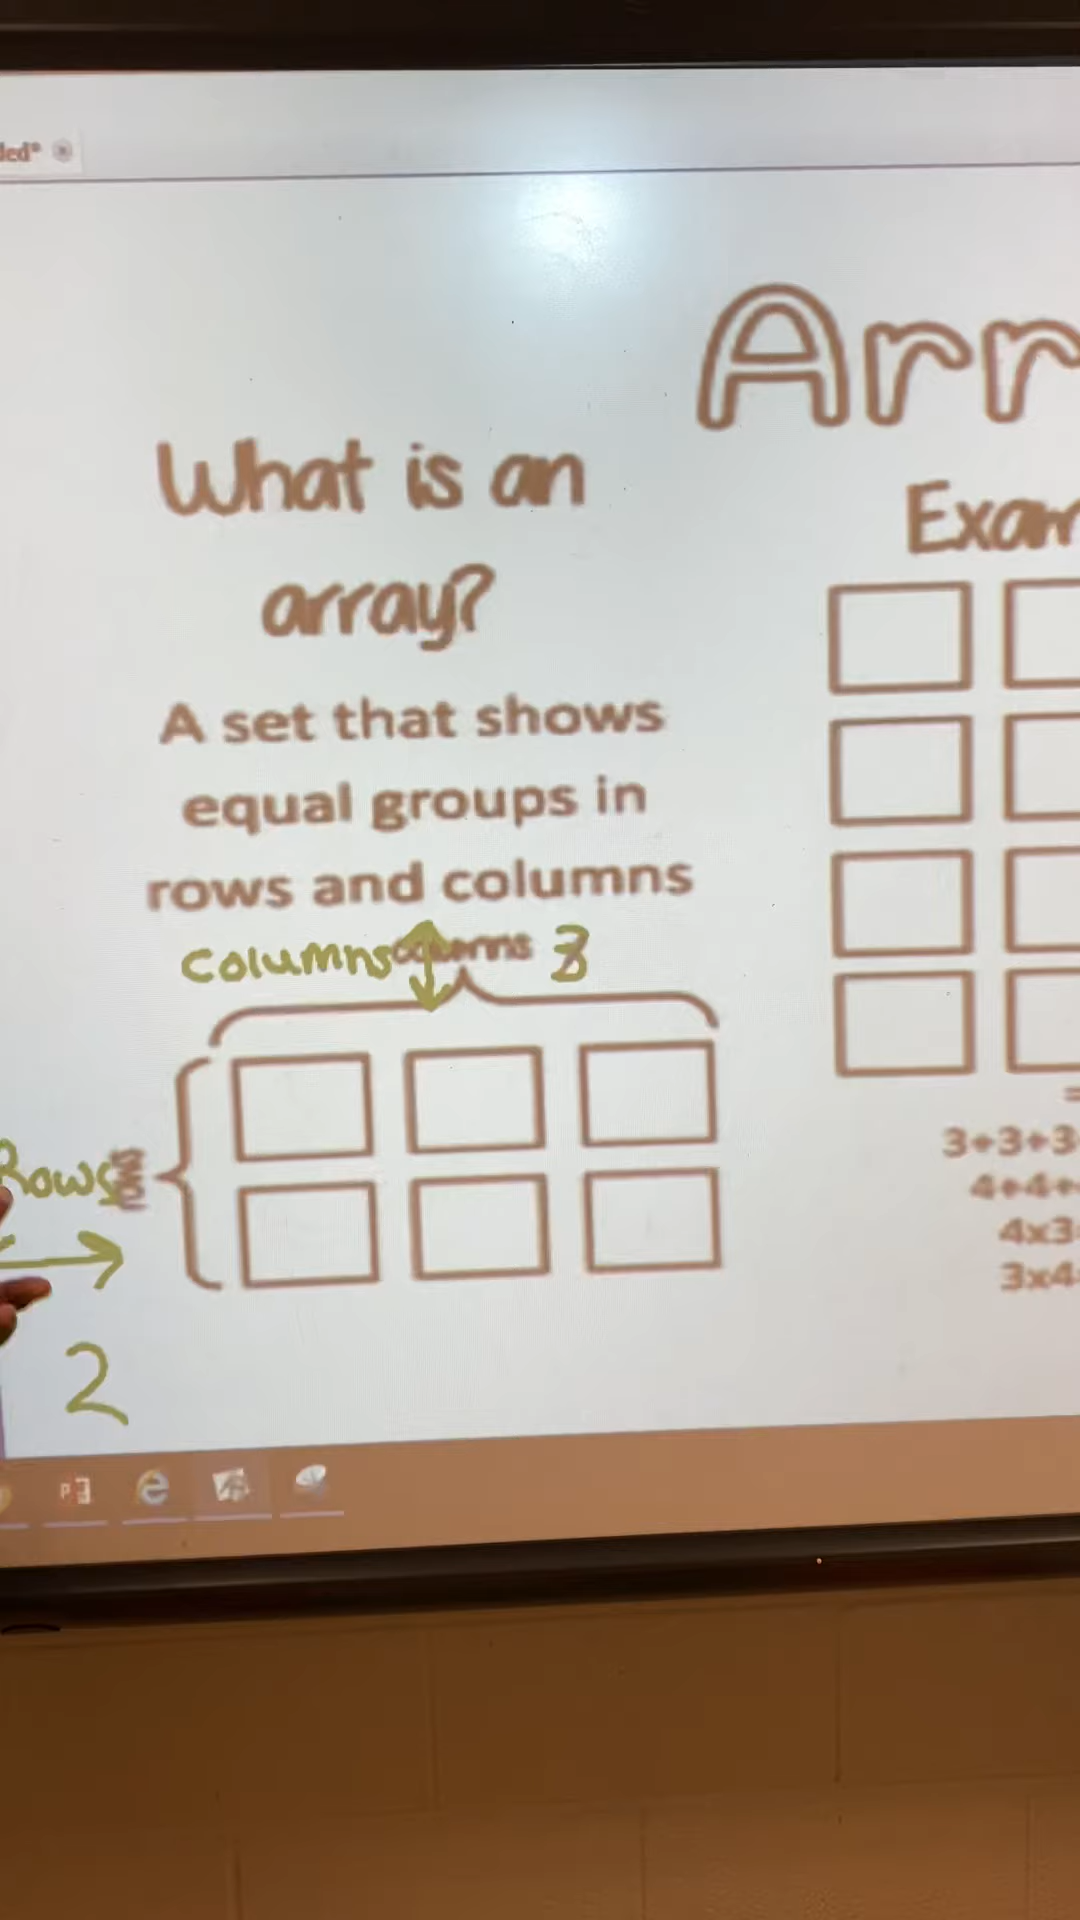 ded*
Arr
What is an
array?
A set that shows
equal groups in
rows and columns
columns columns 3
Rows rows
2
Exam
=
3+3+3
4+4+
4x3
3x4